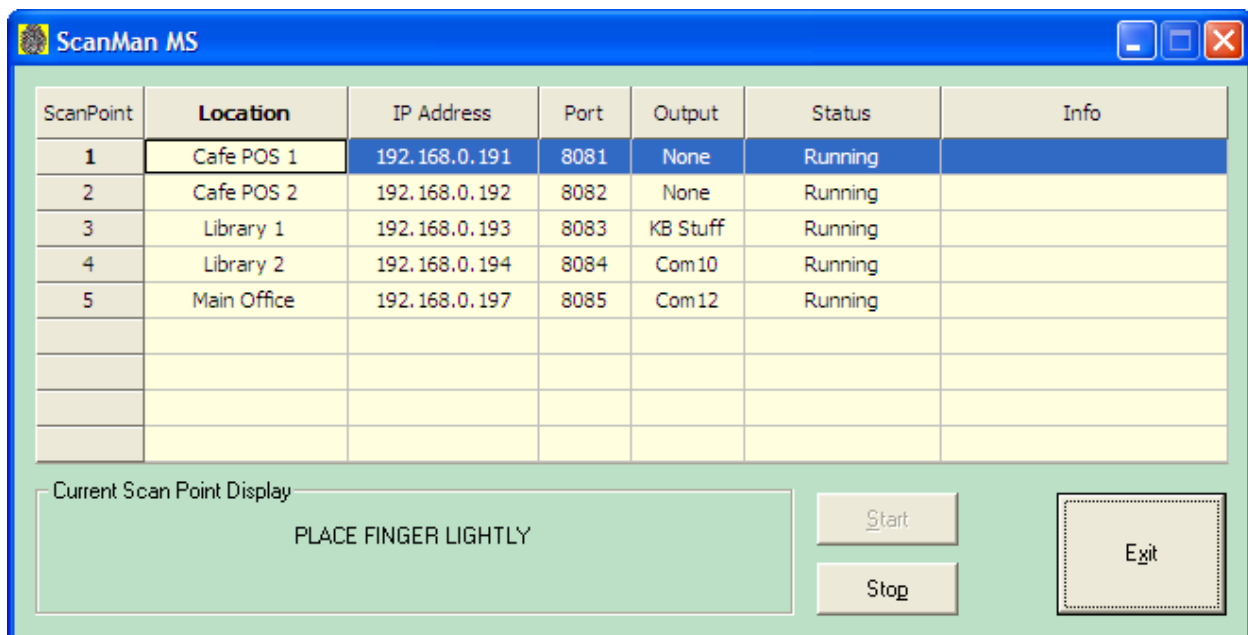 ScanMan MS
ScanPoint Location IP Address Port Output Status Info
1 Cafe POS 1 192.168.0.191 8081 None Running
2 Cafe POS 2 192.168.0.192 8082 None Running
3 Library 1 192.168.0.193 8083 KB Stuff Running
4 Library 2 192.168.0.194 8084 Com10 Running
5 Main Office 192.168.0.197 8085 Com12 Running
Current Scan Point Display
PLACE FINGER LIGHTLY
Start
Exit
Stop